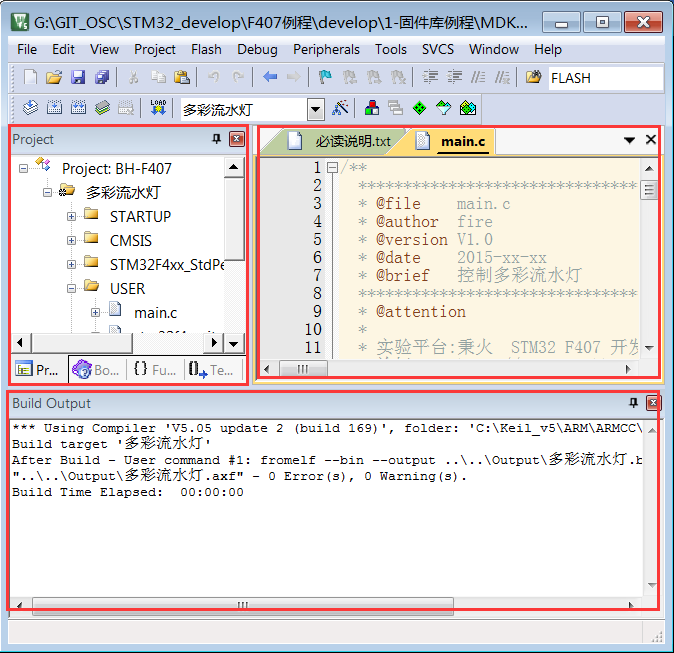 G:\GIT_OSC\STM32_develop\F407例程\develop\1-固件库例程\MDK...
File Edit View Project Flash Debug Peripherals Tools SVCS Window Help
FLASH
LOAD
多彩流水灯
Project
Project: BH-F407
多彩流水灯
STARTUP
CMSIS
STM32F4xx_StdPe
USER
main.c
Pr... Bo... {} Fu... Te...
必读说明.txt main.c
1 /**
2 *******************************
3 * @file main.c
4 * @author fire
5 * @version V1.0
6 * @date 2015-xx-xx
7 * @brief 控制多彩流水灯
8 *******************************
9 * @attention
10 *
11 * 实验平台:秉火 STM32 F407 开发
Build Output
*** Using Compiler 'V5.05 update 2 (build 169)', folder: 'C:\Keil_v5\ARM\ARMCC\
Build target '多彩流水灯'
After Build - User command #1: fromelf --bin --output ..\..\Output\多彩流水灯.b
"..\..\Output\多彩流水灯.axf" - 0 Error(s), 0 Warning(s).
Build Time Elapsed: 00:00:00